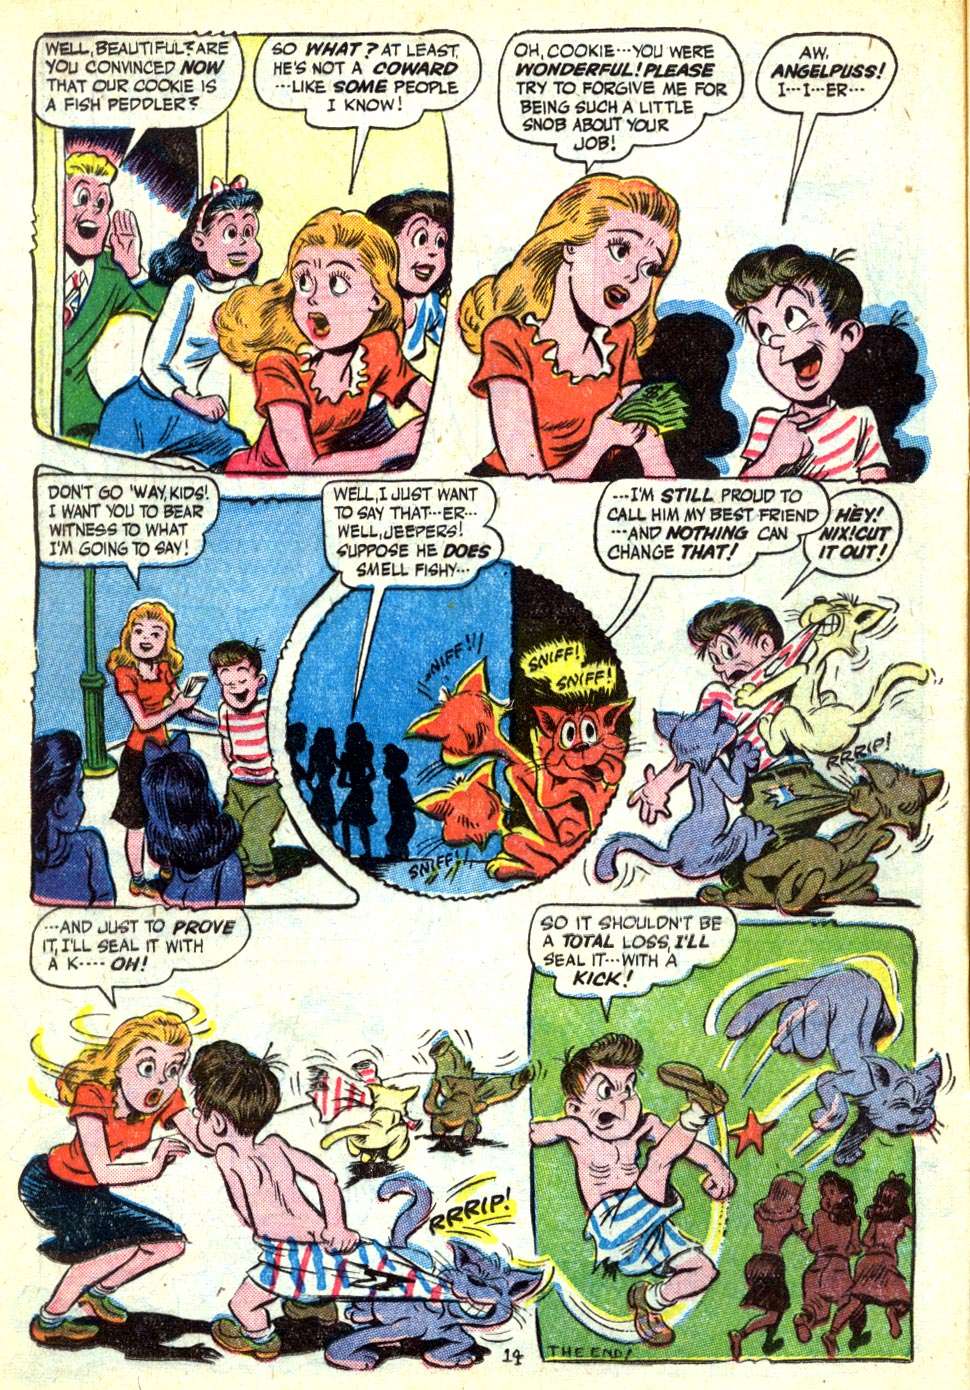 WELL, BEAUTIFUL? ARE
YOU CONVINCED NOW
THAT OUR COOKIE IS
A FISH PEDDLER?
SO WHAT? AT LEAST
HE'S NOT A COWARD
---LIKE SOME PEOPLE
I KNOW!
OH, COOKIE---YOU WERE
WONDERFUL! PLEASE
TRY TO FORGIVE ME FOR
BEING SUCH A LITTLE
SNOB ABOUT YOUR
JOB!
AW,
ANGELPUSS!
I---I---ER---
DON'T GO 'WAY, KIDS!
I WANT YOU TO BEAR
WITNESS TO WHAT
I'M GOING TO SAY!
WELL, I JUST WANT
TO SAY THAT---ER---
WELL, JEEPERS!
SUPPOSE HE DOES
SMELL FISHY---
SNIFF!
SNIFF!
SNIFF!
SNIFF!
---I'M STILL PROUD TO
CALL HIM MY BEST FRIEND
---AND NOTHING CAN
CHANGE THAT!
HEY!
NIX! CUT
IT OUT!
RRRIP!
---AND JUST TO PROVE
IT, I'LL SEAL IT WITH
A K---- OH!
RRRIP!
SO IT SHOULDN'T BE
A TOTAL LOSS, I'LL
SEAL IT---WITH A
KICK!
THE END!
14